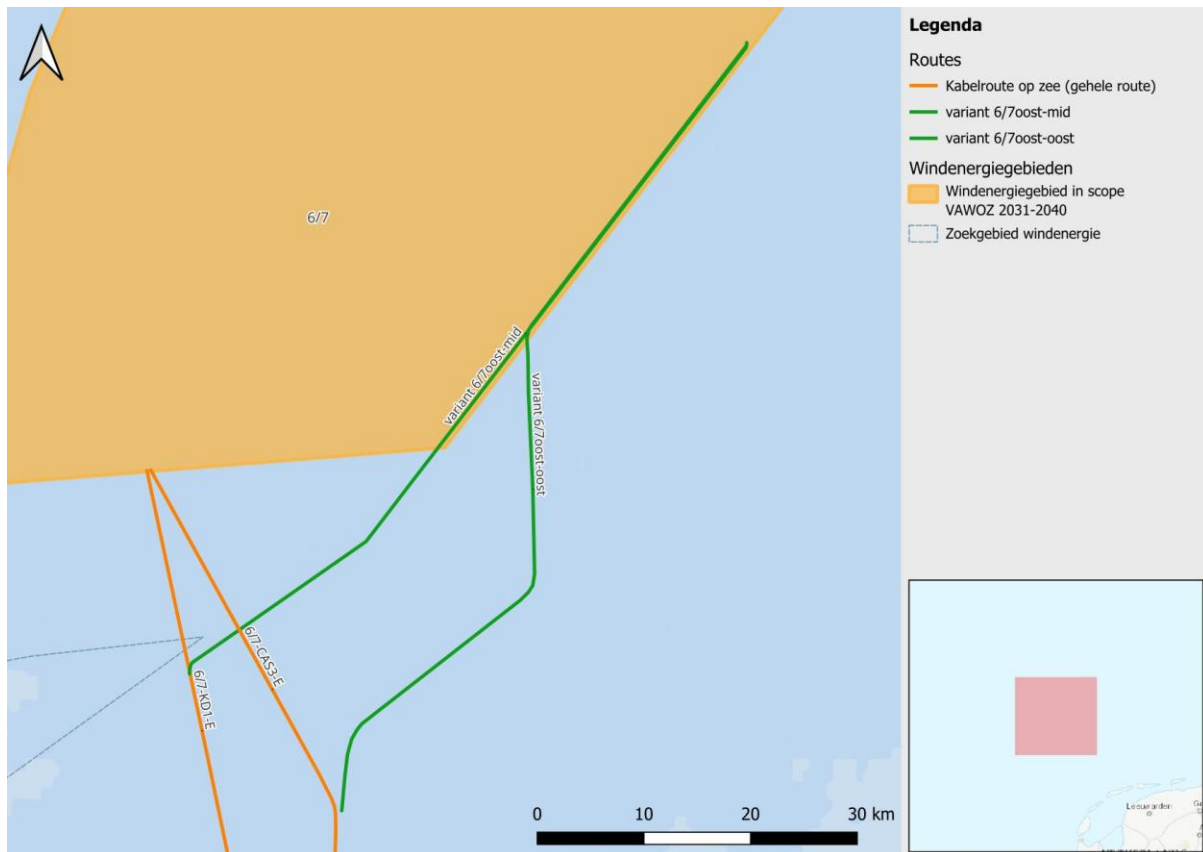 6/7
variant 6/7oost-mid
variant 6/7oost-oost
6/7-CAS3-E
6/7-KD1-E
0 10 20 30 km
Legenda
Routes
Kabelroute op zee (gehele route)
variant 6/7oost-mid
variant 6/7oost-oost
Windenergiegebieden
Windenergiegebied in scope
VAWOZ 2031-2040
Zoekgebied windenergie
Leeuwarden